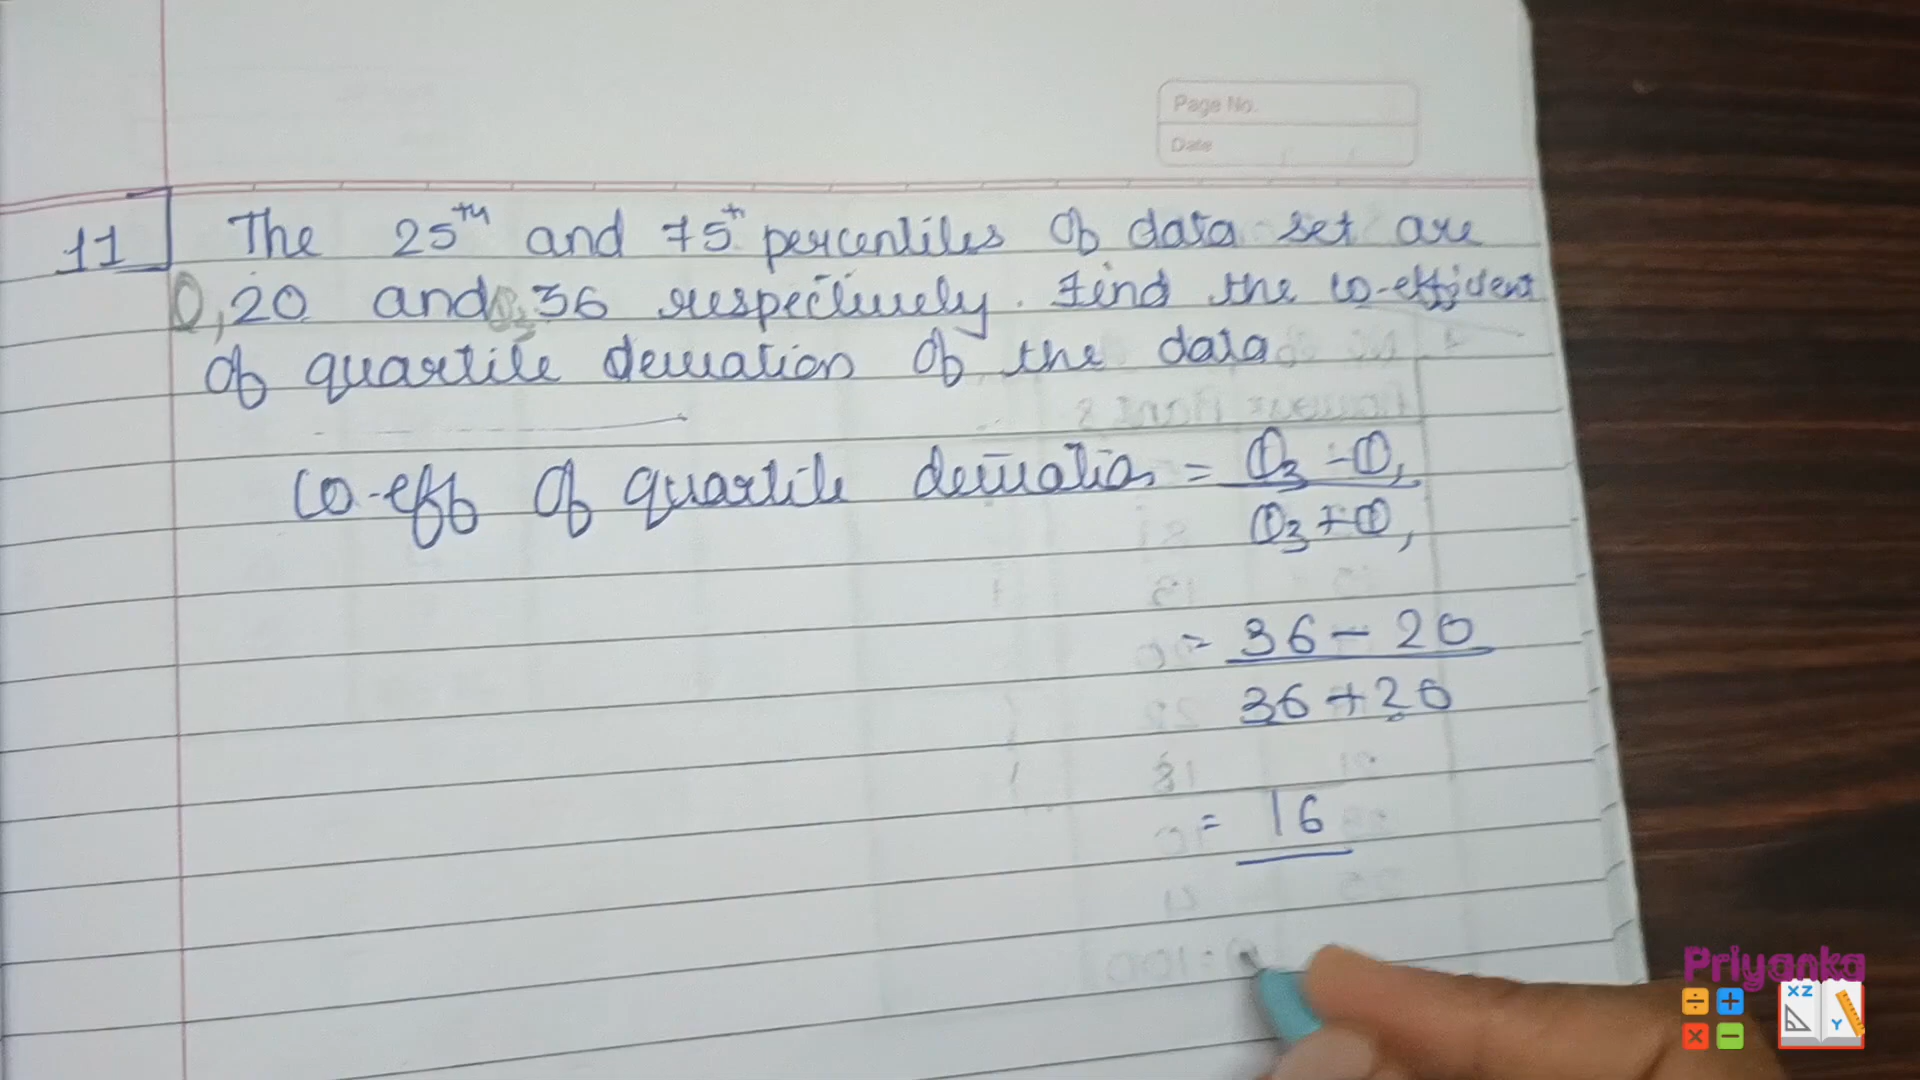 Page No.
Date
11] The 25th and 75th percentiles of data set are
Q, 20 and Q3 36 respectively. Find the co-efficient
of quartile deviation of the data
co-eff of quartile deviation = Q3 - Q1
Q3 + Q1
= 36 - 20
36 + 20
= 16
Priyanka
÷ + XZ
× − Y